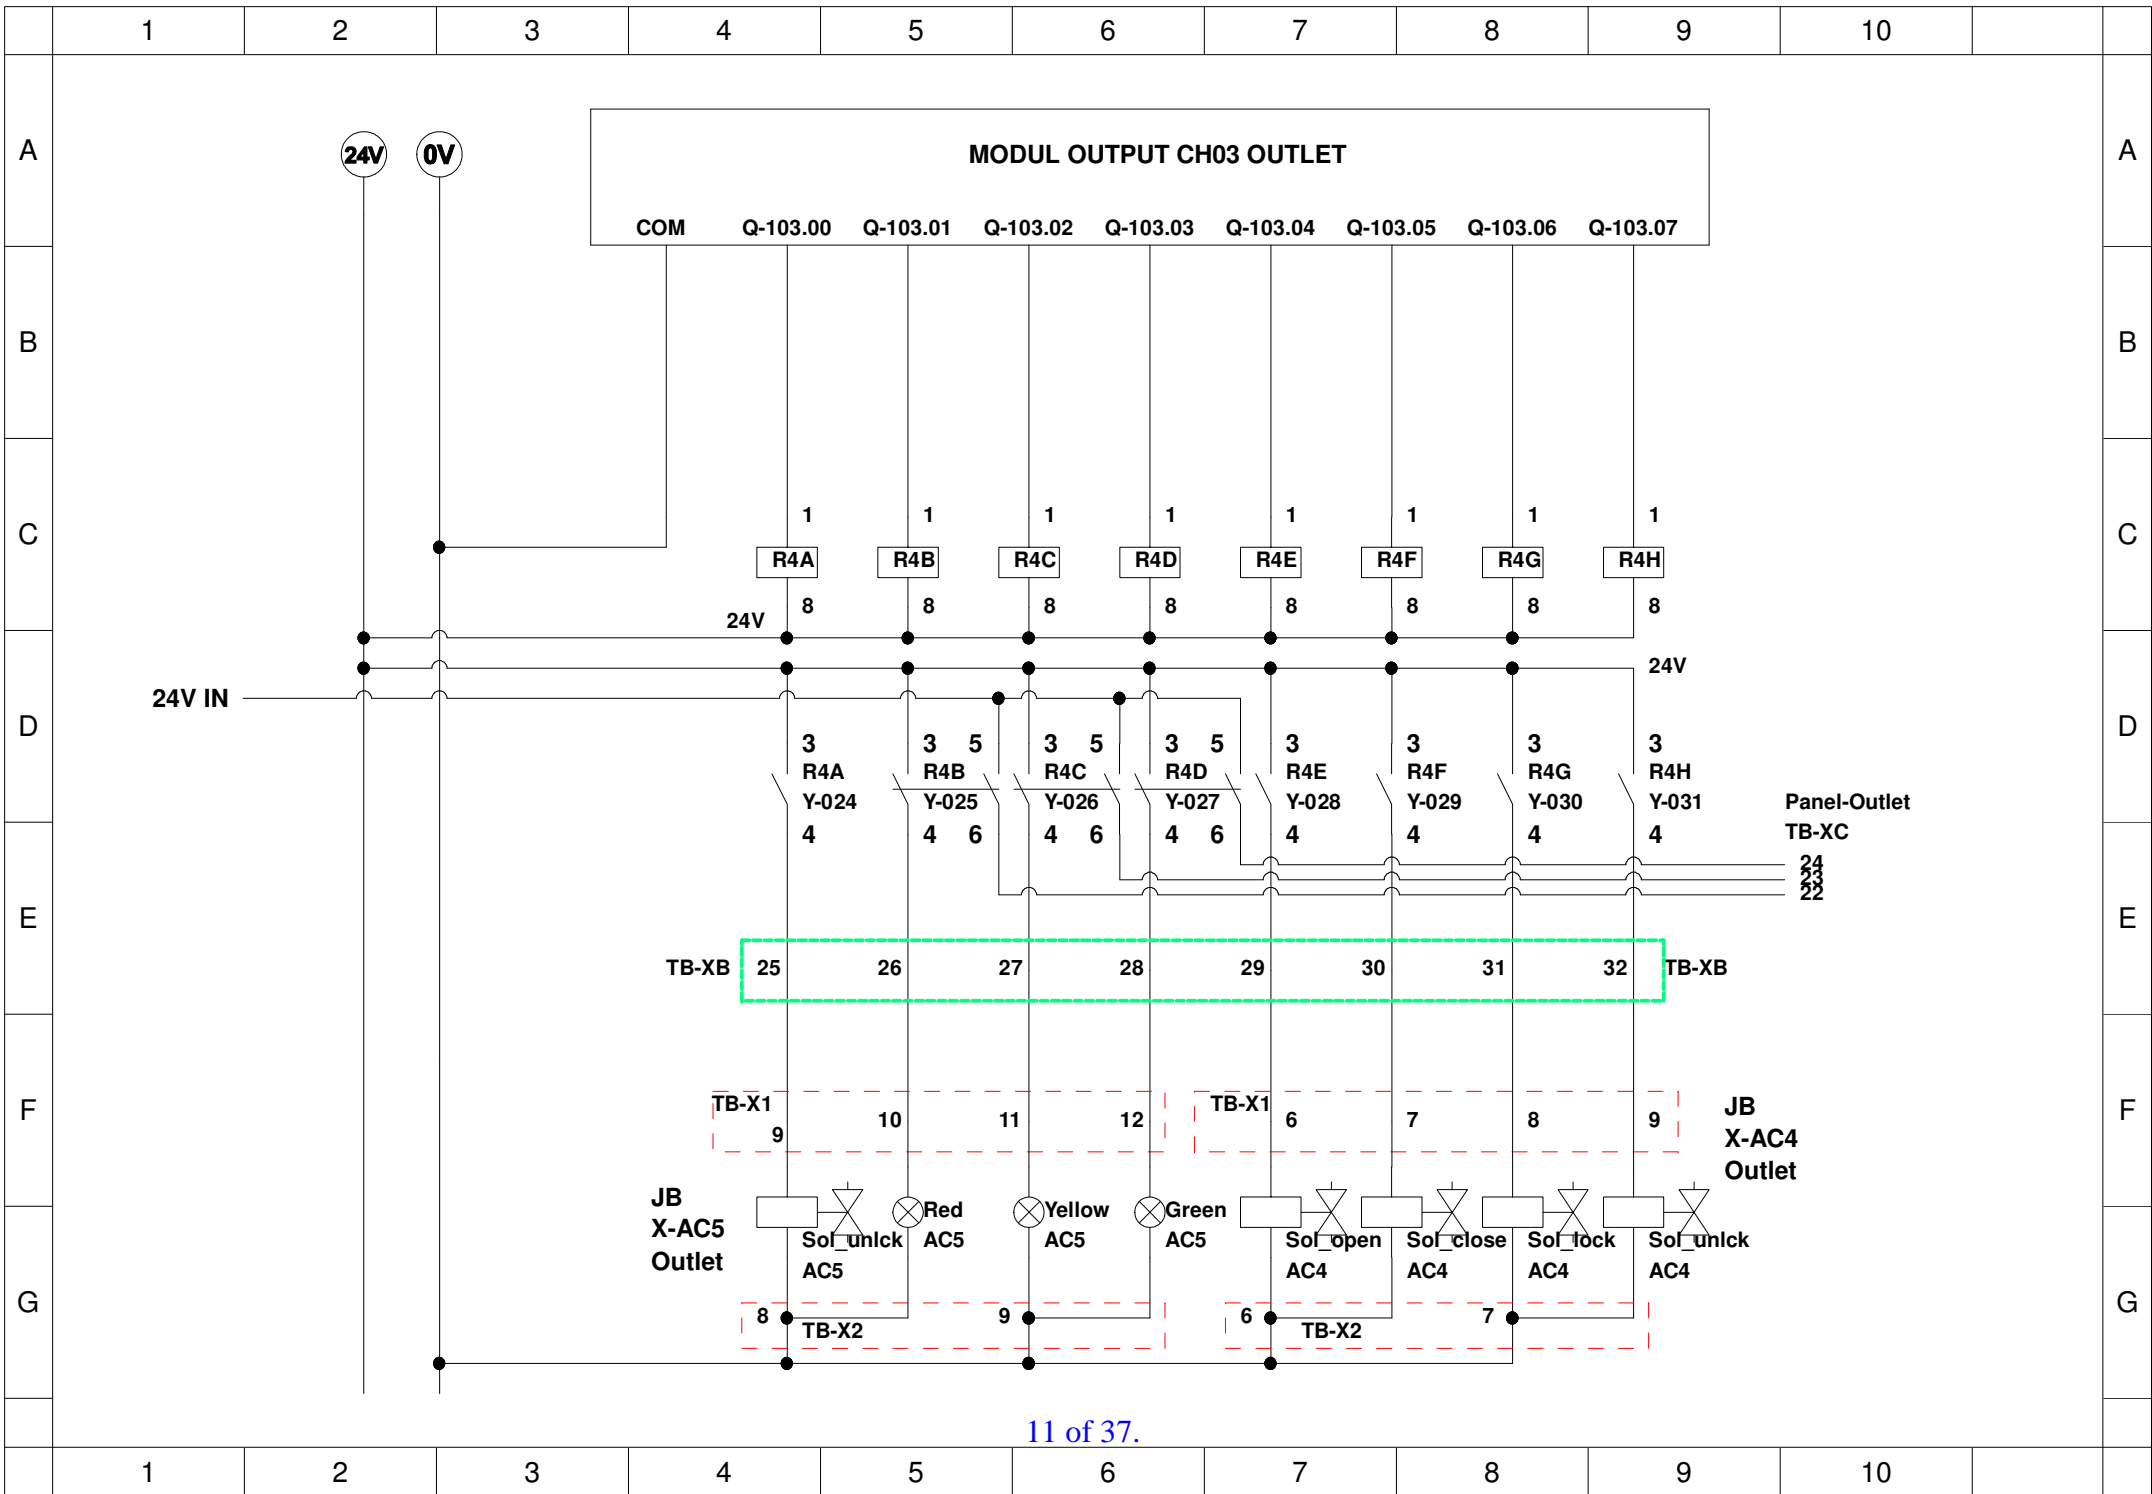 1 2 3 4 5 6 7 8 9 10
A A
24V 0V
MODUL OUTPUT CH03 OUTLET
COM Q-103.00 Q-103.01 Q-103.02 Q-103.03 Q-103.04 Q-103.05 Q-103.06 Q-103.07
B B
1 1 1 1 1 1 1 1
C C
R4A R4B R4C R4D R4E R4F R4G R4H
8 8 8 8 8 8 8 8
24V
24V
24V IN
D D
3 3 5 3 5 3 5 3 3 3 3
R4A R4B R4C R4D R4E R4F R4G R4H
Y-024 Y-025 Y-026 Y-027 Y-028 Y-029 Y-030 Y-031 Panel-Outlet
4 4 6 4 6 4 6 4 4 4 4 TB-XC
24
23
22
E E
TB-XB 25 26 27 28 29 30 31 32 TB-XB
F F
TB-X1 TB-X1
9 10 11 12 6 7 8 9
JB
X-AC4
Outlet
JB
X-AC5
Outlet
Red Yellow Green
AC5 AC5 AC5
Sol_unlck Sol_open Sol_close Sol_lock Sol_unlck
AC5 AC4 AC4 AC4 AC4
G G
8 9 6 7
TB-X2 TB-X2
11 of 37.
1 2 3 4 5 6 7 8 9 10